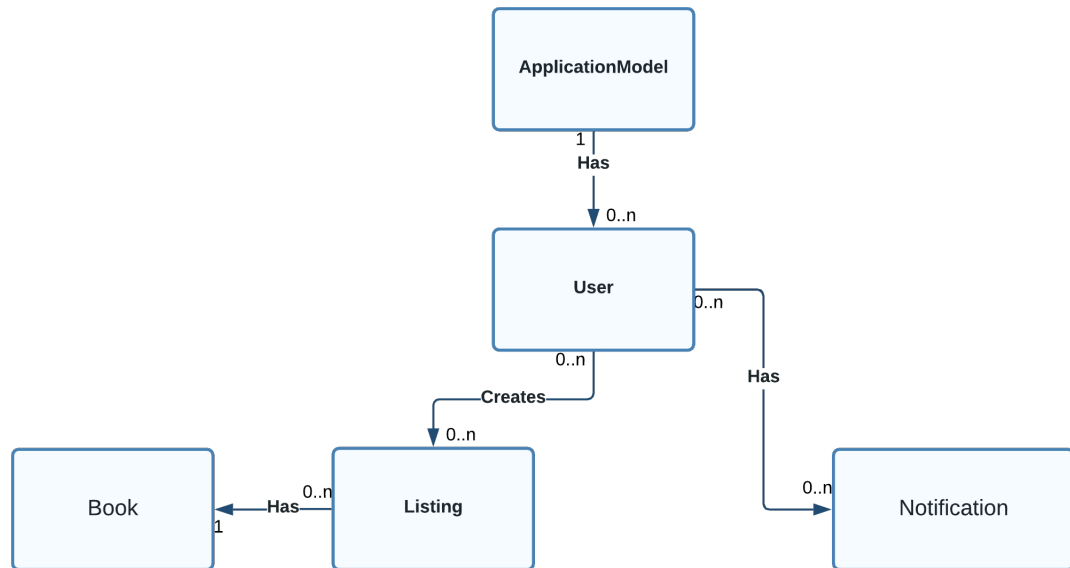 ApplicationModel
1
Has
0..n
User
0..n
0..n
Has
Creates
0..n
Book
1
Has
0..n
Listing
0..n
Notification